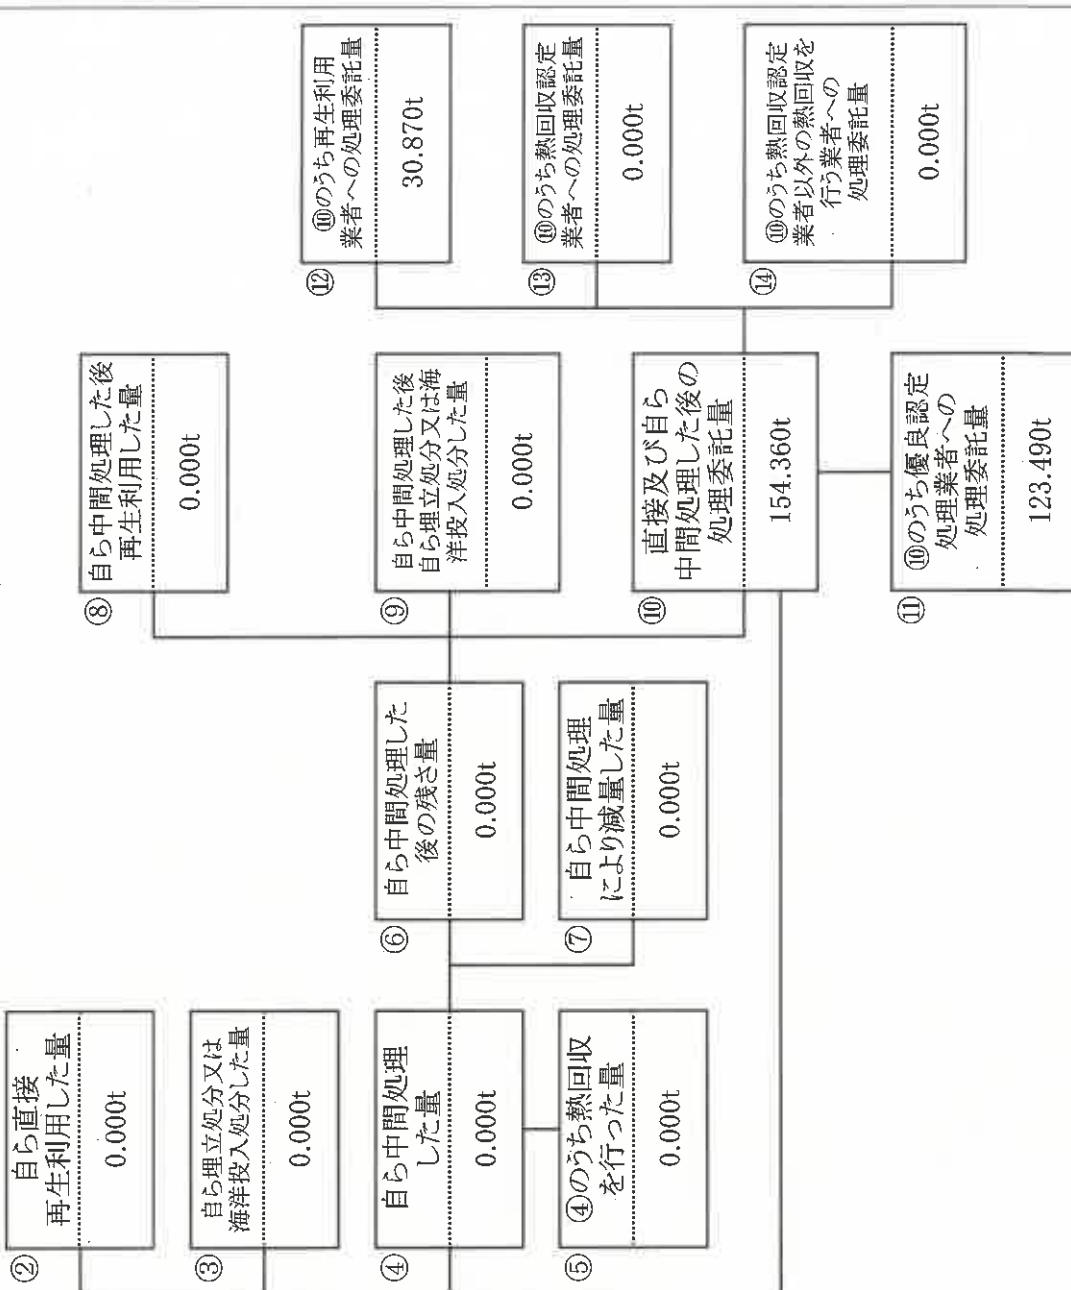 ②
自ら直接
再生利用した量
0.000t
③
自ら埋立処分又は
海洋投入処分した量
0.000t
④
自ら中間処理
した量
0.000t
⑤
④のうち熱回収
を行った量
0.000t
⑥
自ら中間処理した
後の残さ量
0.000t
⑦
自ら中間処理
により減量した量
0.000t
⑧
自ら中間処理した後
再生利用した量
0.000t
⑨
自ら中間処理した後
自ら埋立処分又は海
洋投入処分した量
0.000t
⑩
直接及び自ら
中間処理した後の
処理委託量
154.360t
⑪
⑩のうち優良認定
処理業者への
処理委託量
123.490t
⑫
⑩のうち再生利用
業者への処理委託量
30.870t
⑬
⑩のうち熱回収認定
業者への処理委託量
0.000t
⑭
⑩のうち熱回収認定
業者以外の熱回収を
行う業者への
処理委託量
0.000t